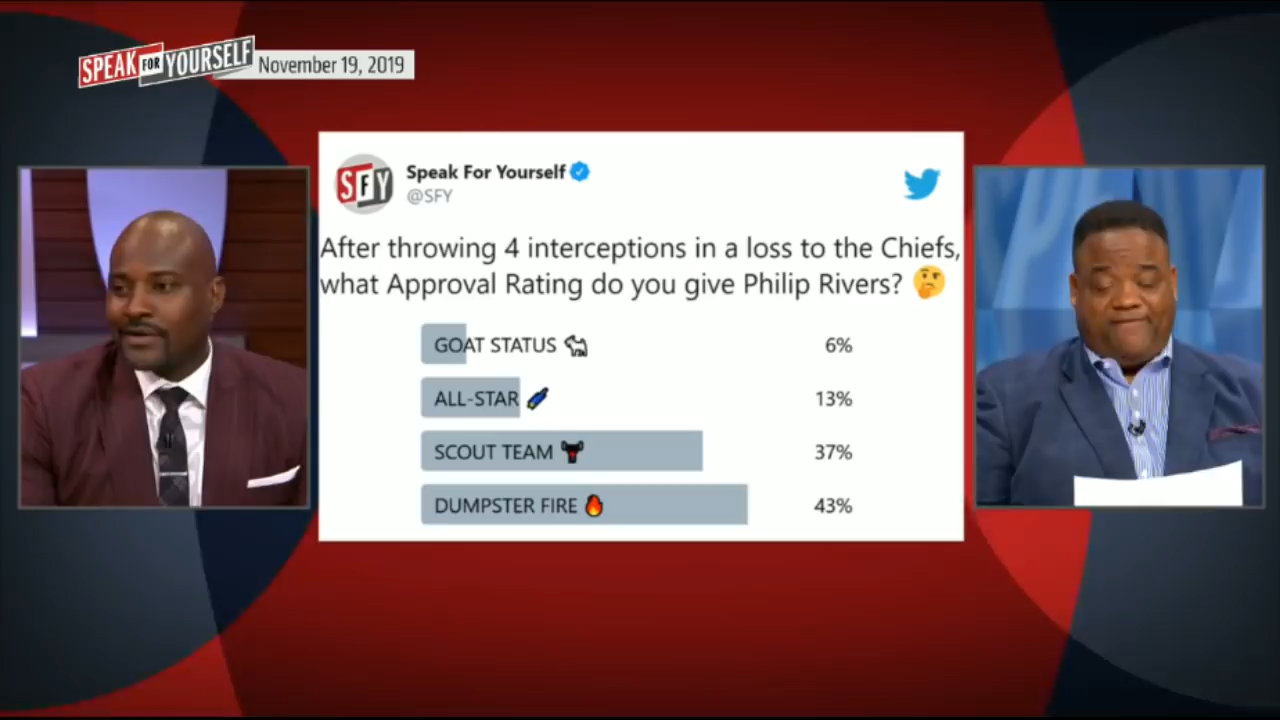 SPEAK FOR YOURSELF
November 19, 2019
SFY
Speak For Yourself
@SFY
After throwing 4 interceptions in a loss to the Chiefs,
what Approval Rating do you give Philip Rivers? 🤔
GOAT STATUS 6%
ALL-STAR 13%
SCOUT TEAM 37%
DUMPSTER FIRE 🔥 43%